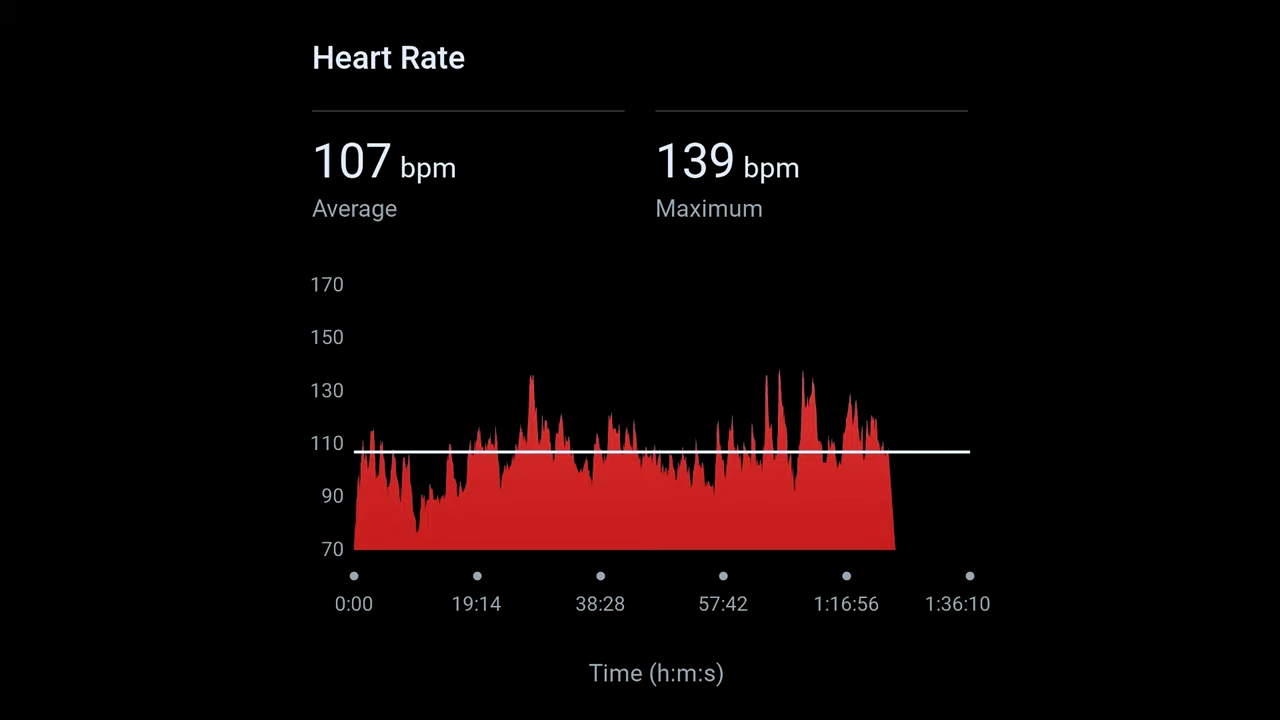 Heart Rate
107 bpm
Average
139 bpm
Maximum
170
150
130
110
90
70
0:00 19:14 38:28 57:42 1:16:56 1:36:10
Time (h:m:s)